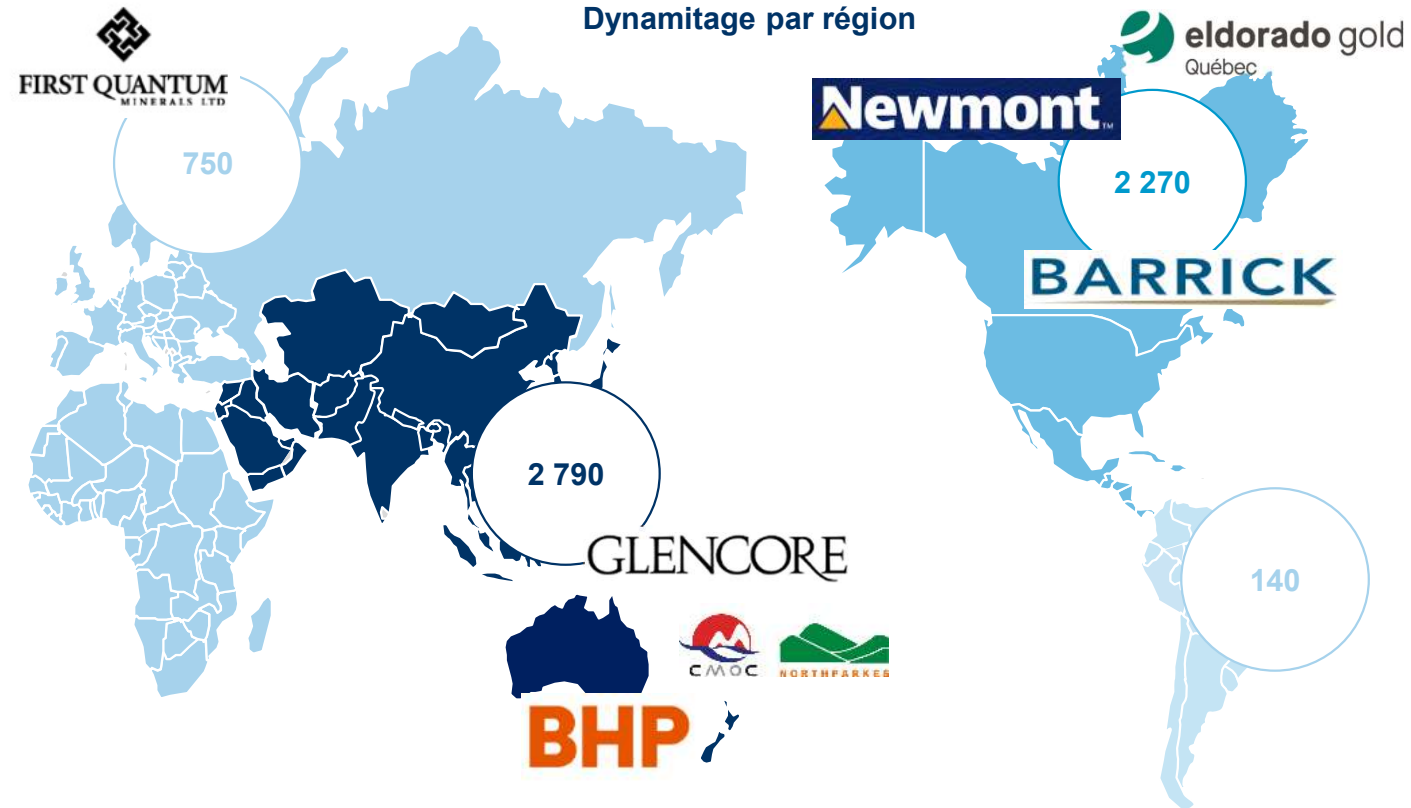 Dynamitage par région
FIRST QUANTUM
MINERALS LTD
eldorado gold
Québec
Newmont™
750
2 270
BARRICK
2 790
GLENCORE
140
CMOC
NORTHPARKES
BHP